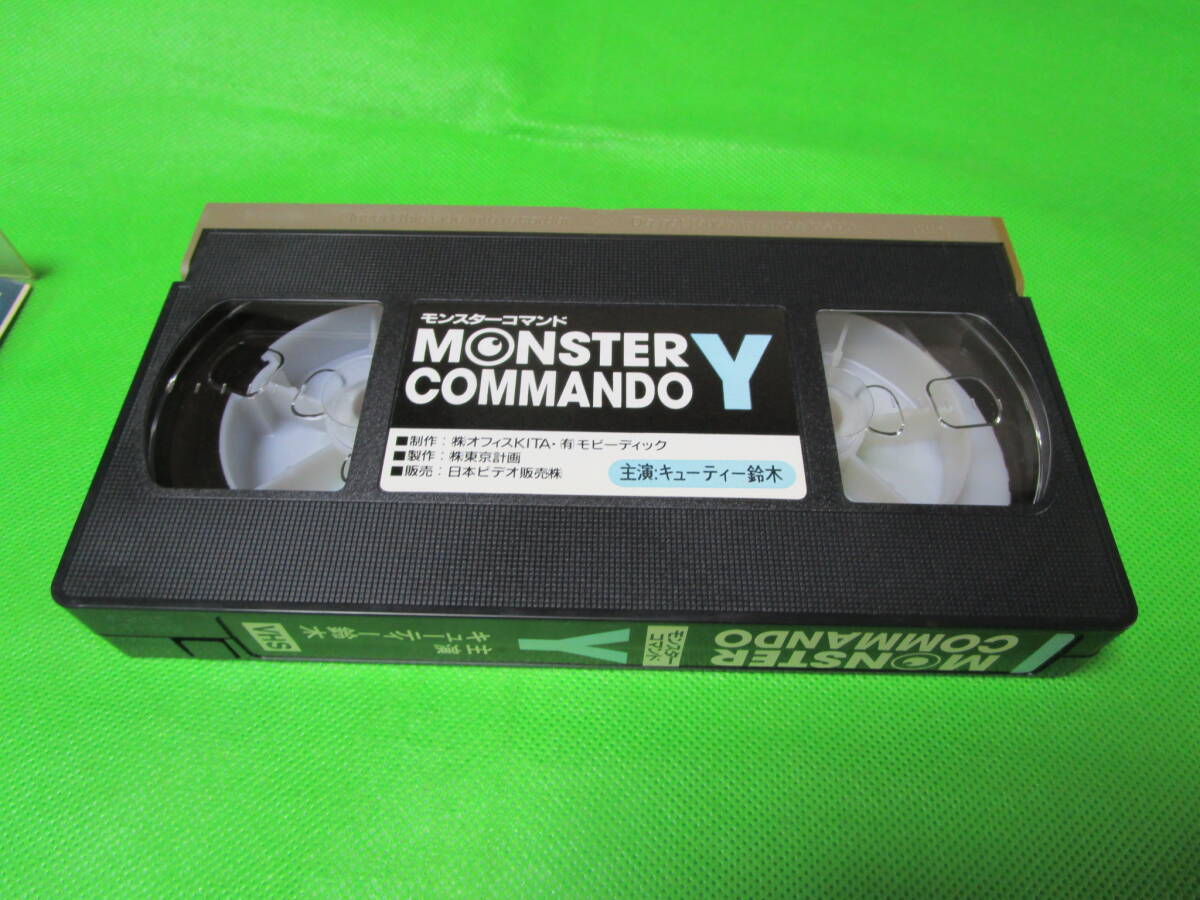 モンスターコマンド
MONSTER
COMMANDO Y
■制作：㈱オフィスKITA・㈲モビーディック
■製作：㈱東京計画
■販売：日本ビデオ販売㈱
主演:キューティー鈴木
MONSTER
COMMANDO
モンスター
コマンド
Y
主演
キューティー鈴木
VHS